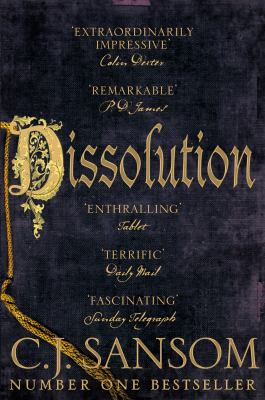 'EXTRAORDINARILY
IMPRESSIVE'
Colin Dexter
'REMARKABLE'
P D James
Dissolution
'ENTHRALLING'
Tablet
'TERRIFIC'
Daily Mail
'FASCINATING'
Sunday Telegraph
C.J. SANSOM
NUMBER ONE BESTSELLER